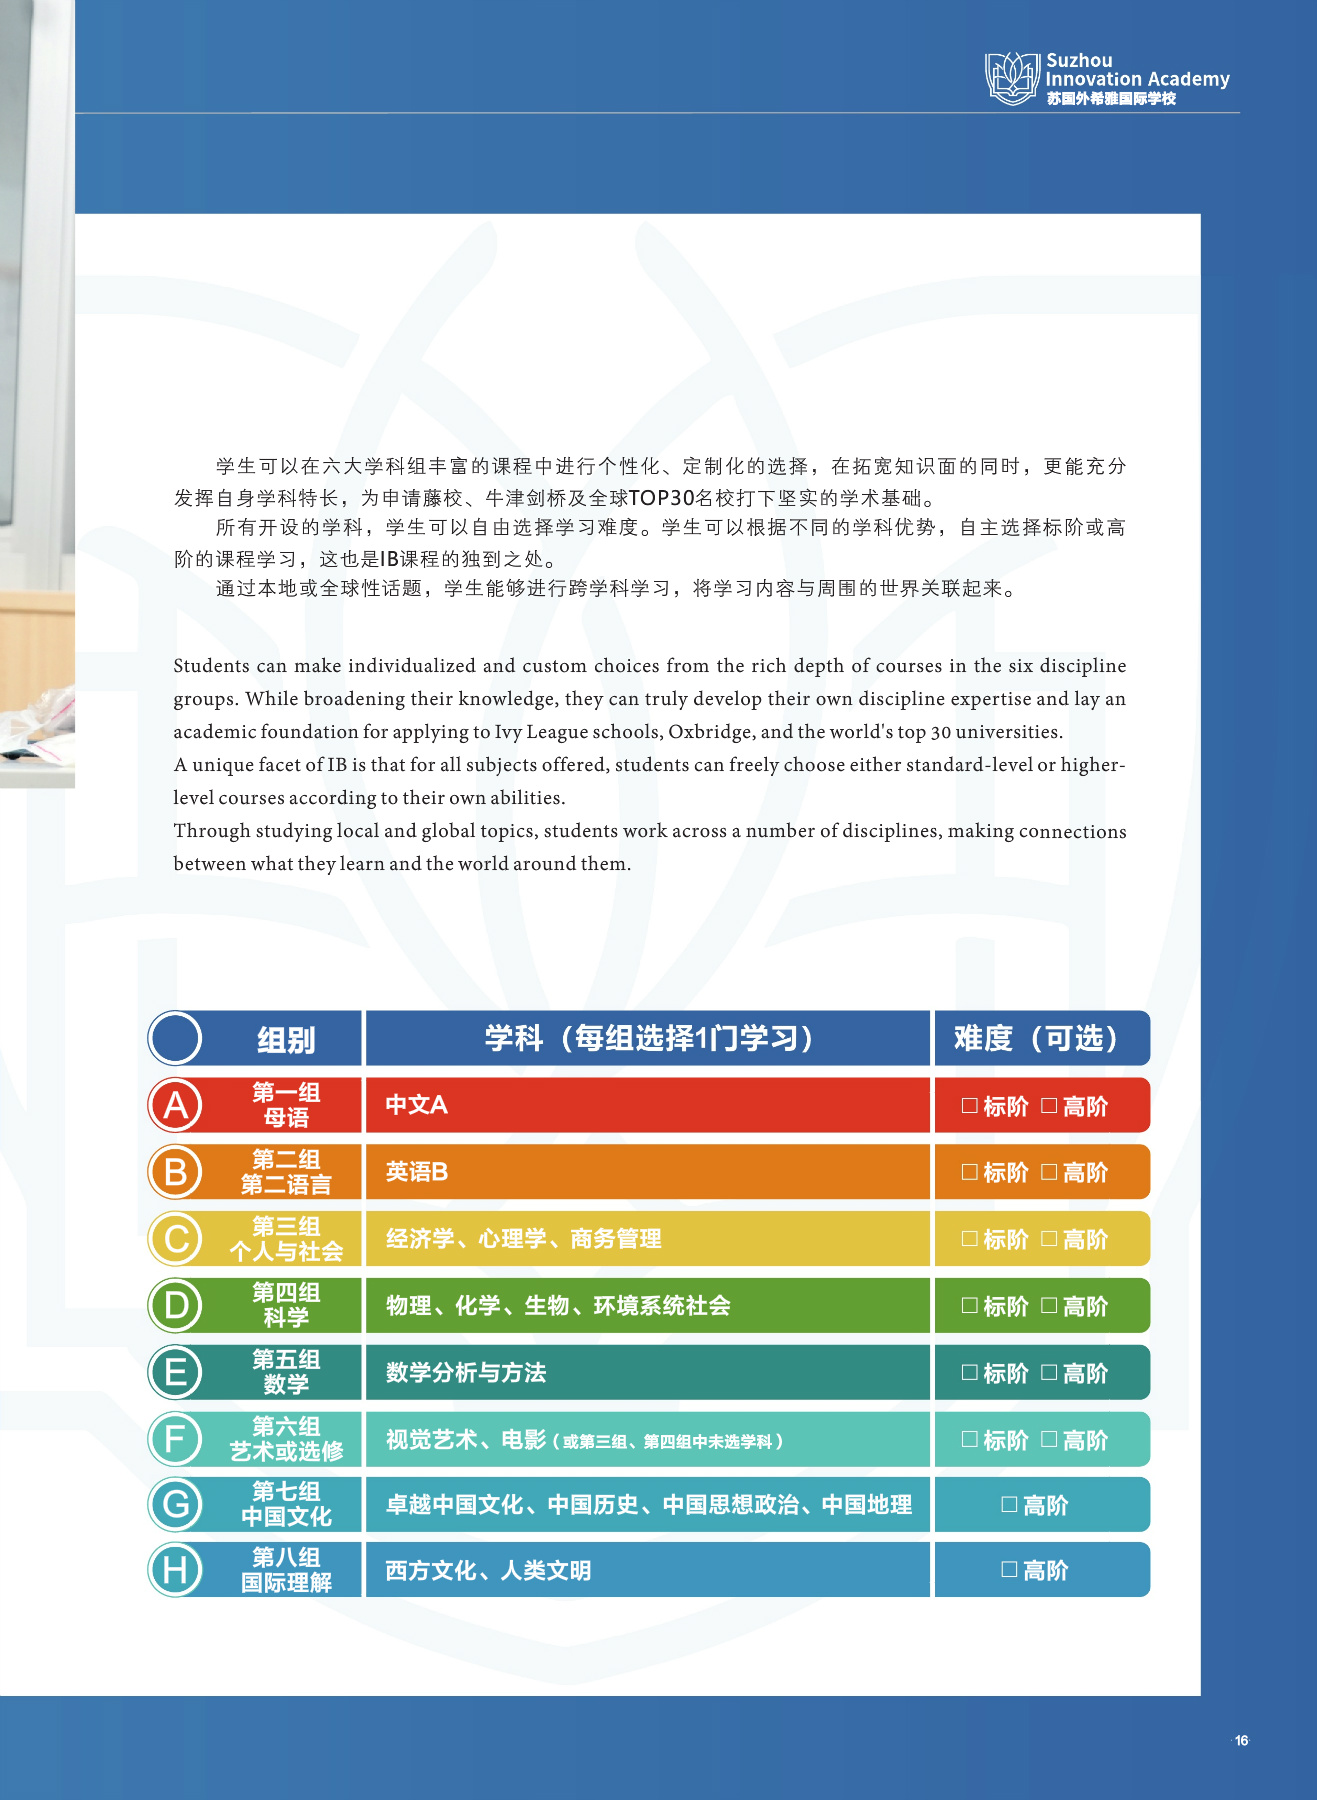 Suzhou
Innovation Academy
苏国外希雅国际学校
学生可以在六大学科组丰富的课程中进行个性化、定制化的选择，在拓宽知识面的同时，更能充分
发挥自身学科特长，为申请藤校、牛津剑桥及全球TOP30名校打下坚实的学术基础。
所有开设的学科，学生可以自由选择学习难度。学生可以根据不同的学科优势，自主选择标阶或高
阶的课程学习，这也是IB课程的独到之处。
通过本地或全球性话题，学生能够进行跨学科学习，将学习内容与周围的世界关联起来。
Students can make individualized and custom choices from the rich depth of courses in the six discipline
groups. While broadening their knowledge, they can truly develop their own discipline expertise and lay an
academic foundation for applying to Ivy League schools, Oxbridge, and the world's top 30 universities.
A unique facet of IB is that for all subjects offered, students can freely choose either standard-level or higher-
level courses according to their own abilities.
Through studying local and global topics, students work across a number of disciplines, making connections
between what they learn and the world around them.
组别 学科（每组选择1门学习） 难度（可选）
A 第一组 母语 中文A □ 标阶 □ 高阶
B 第二组 第二语言 英语B □ 标阶 □ 高阶
C 第三组 个人与社会 经济学、心理学、商务管理 □ 标阶 □ 高阶
D 第四组 科学 物理、化学、生物、环境系统社会 □ 标阶 □ 高阶
E 第五组 数学 数学分析与方法 □ 标阶 □ 高阶
F 第六组 艺术或选修 视觉艺术、电影（或第三组、第四组中未选学科） □ 标阶 □ 高阶
G 第七组 中国文化 卓越中国文化、中国历史、中国思想政治、中国地理 □ 高阶
H 第八组 国际理解 西方文化、人类文明 □ 高阶
16